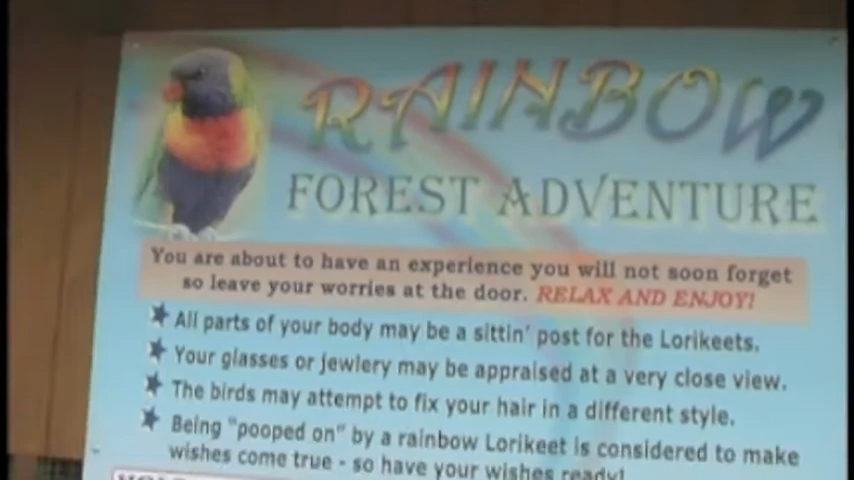 RAINBOW
FOREST ADVENTURE
You are about to have an experience you will not soon forget
so leave your worries at the door. RELAX AND ENJOY!
★ All parts of your body may be a sittin' post for the Lorikeets.
★ Your glasses or jewlery may be appraised at a very close view.
★ The birds may attempt to fix your hair in a different style.
★ Being "pooped on" by a rainbow Lorikeet is considered to make
wishes come true - so have your wishes ready!